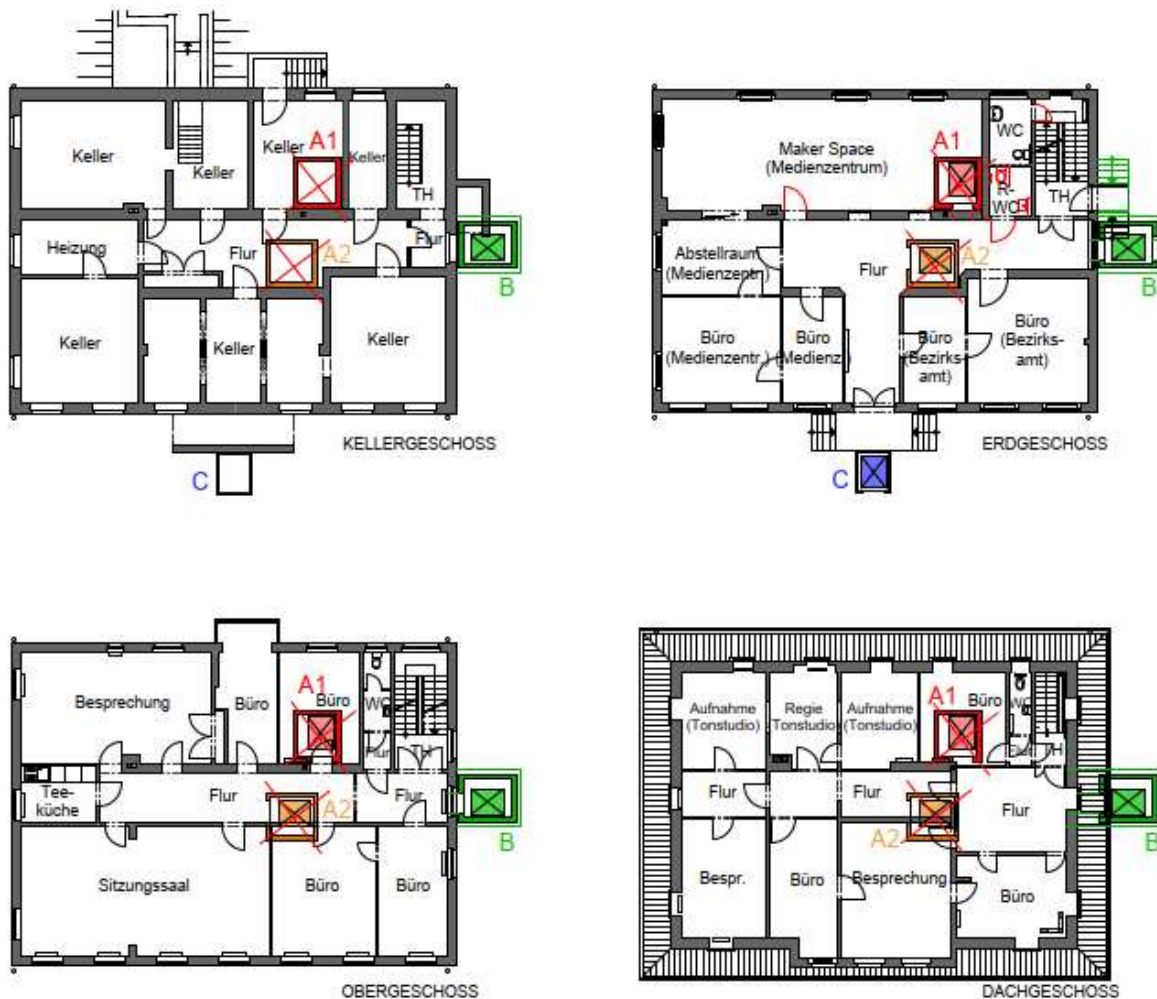 Keller
Keller
Keller
A1
Keller
TH
Heizung
Flur
A2
Flur
B
Keller
Keller
Keller
KELLERGESCHOSS
C
Maker Space
(Medienzentrum)
A1
WC
R-
WC
TH
Abstellraum
(Medienzentr.)
Flur
A2
B
Büro
(Medienzentr.)
Büro
(Medienz.)
Büro
(Bezirks-
amt)
Büro
(Bezirks-
amt)
ERDGESCHOSS
C
Besprechung
Büro
A1
Büro
WC
Flur
TH
Tee-
küche
Flur
A2
Flur
B
Sitzungssaal
Büro
Büro
OBERGESCHOSS
Aufnahme
(Tonstudio)
Regie
Tonstudio
Aufnahme
(Tonstudio)
A1
Büro
WC
Flur
TH
Flur
Flur
A2
Flur
B
Bespr.
Büro
Besprechung
Büro
DACHGESCHOSS